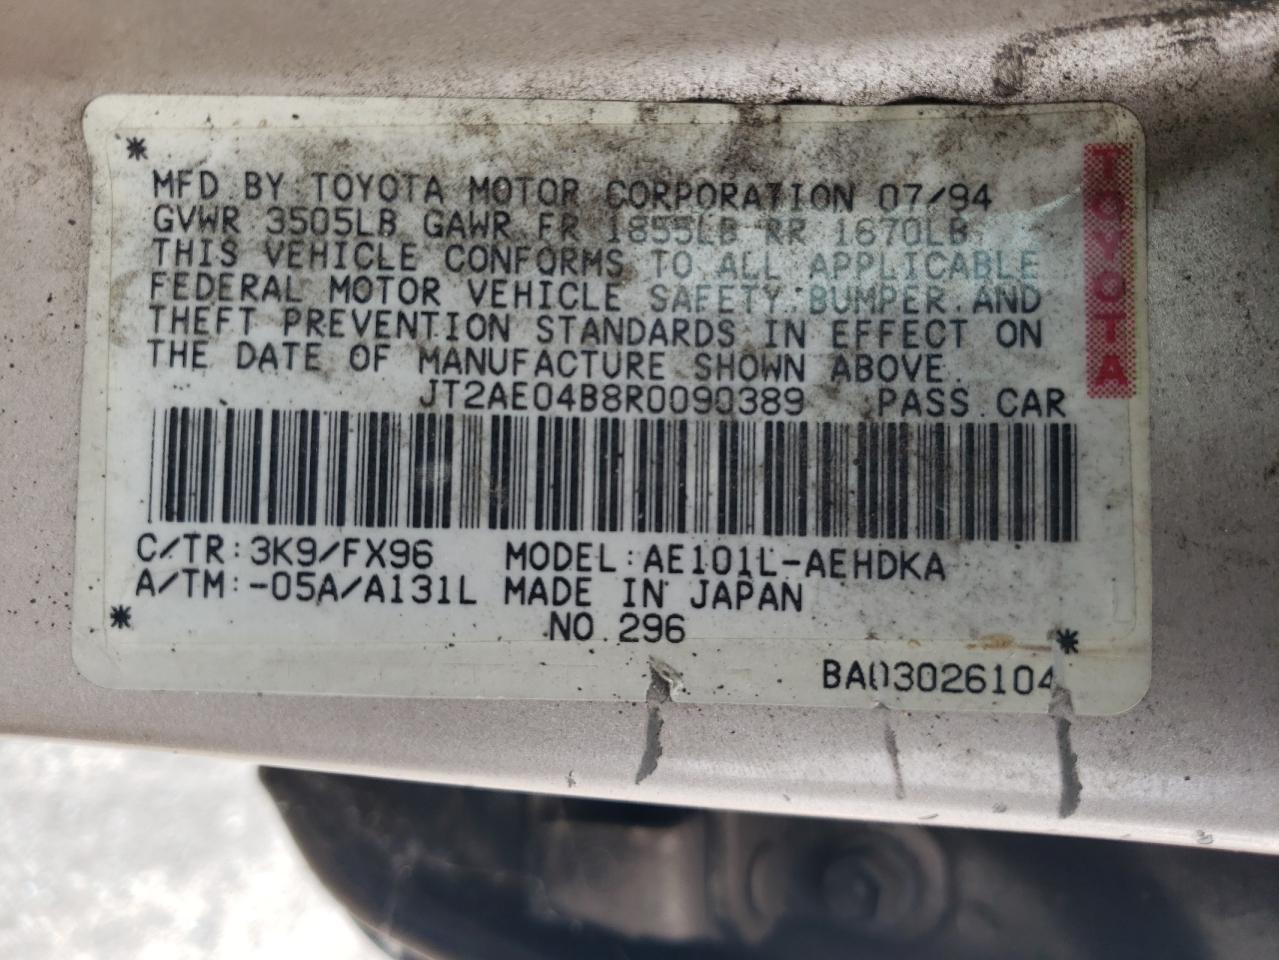 *
MFD BY: TOYOTA MOTOR CORPORATION 07/94
GVWR 3505LB GAWR FR 1855LB RR 1670LB
THIS VEHICLE CONFORMS TO ALL APPLICABLE
FEDERAL MOTOR VEHICLE SAFETY, BUMPER, AND
THEFT PREVENTION STANDARDS IN EFFECT ON
THE DATE OF MANUFACTURE SHOWN ABOVE.
JT2AE04B8R0090389 PASS. CAR
C/TR: 3K9/FX96 MODEL: AE101L-AEHDKA
A/TM: -05A/A131L MADE IN JAPAN
* NO. 296 *
BA03026104
TOYOTA